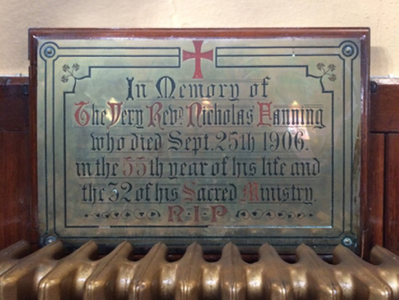 In Memory of
The Very Revd. Nicholas Fanning
who died Sept. 25th 1906.
in the 55th year of his life and
the 32 of his Sacred Ministry.
R·I·P